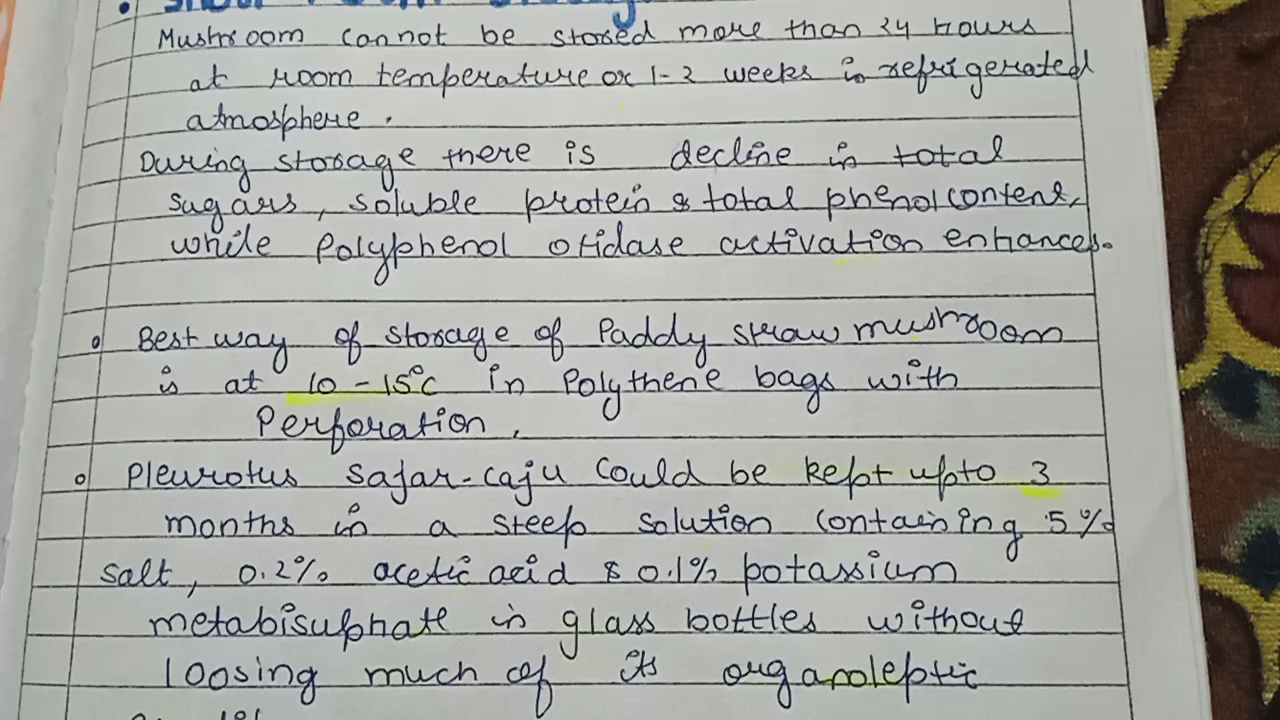 Mushroom cannot be stored more than 24 hours
at room temperature or 1-2 weeks in refrigerated
atmosphere.
During storage there is decline in total
sugars, soluble protein & total phenol content,
while Polyphenol otidase activation enhances.
Best way of storage of Paddy straw mushroom
is at 10-15°C in Polythene bags with
Perforation.
Pleurotus sajar-caju could be kept upto 3
months in a steep solution containing 5%
salt, 0.2% acetic acid & 0.1% potassium
metabisulphate in glass bottles without
loosing much of its organoleptic